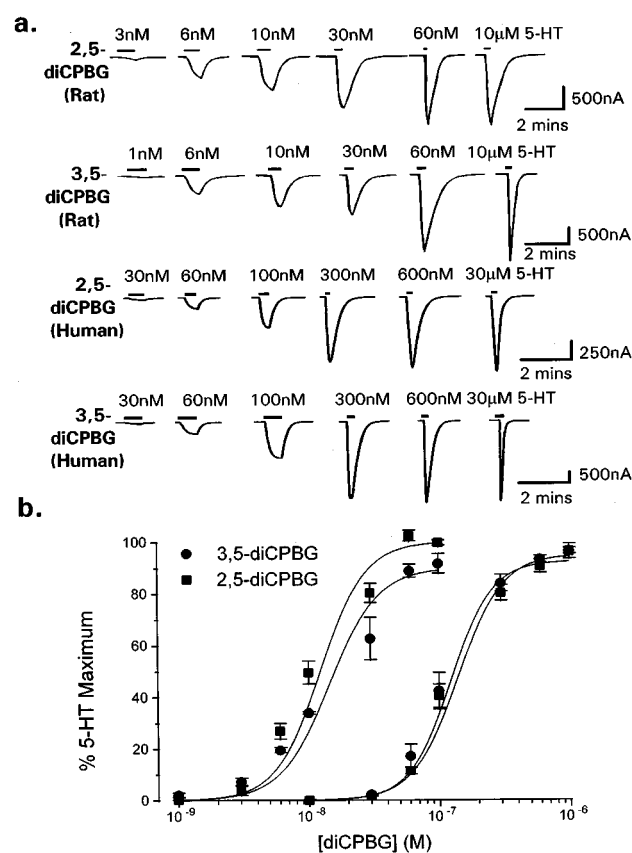 a.
3nM 6nM 10nM 30nM 60nM 10µM 5-HT
2,5-
diCPBG
(Rat)
500nA
2 mins
1nM 6nM 10nM 30nM 60nM 10µM 5-HT
3,5-
diCPBG
(Rat)
500nA
2 mins
30nM 60nM 100nM 300nM 600nM 30µM 5-HT
2,5-
diCPBG
(Human)
250nA
2 mins
30nM 60nM 100nM 300nM 600nM 30µM 5-HT
3,5-
diCPBG
(Human)
500nA
2 mins
b.
100
80
60
40
20
0
% 5-HT Maximum
3,5-diCPBG
2,5-diCPBG
10⁻⁹ 10⁻⁸ 10⁻⁷ 10⁻⁶
[diCPBG] (M)